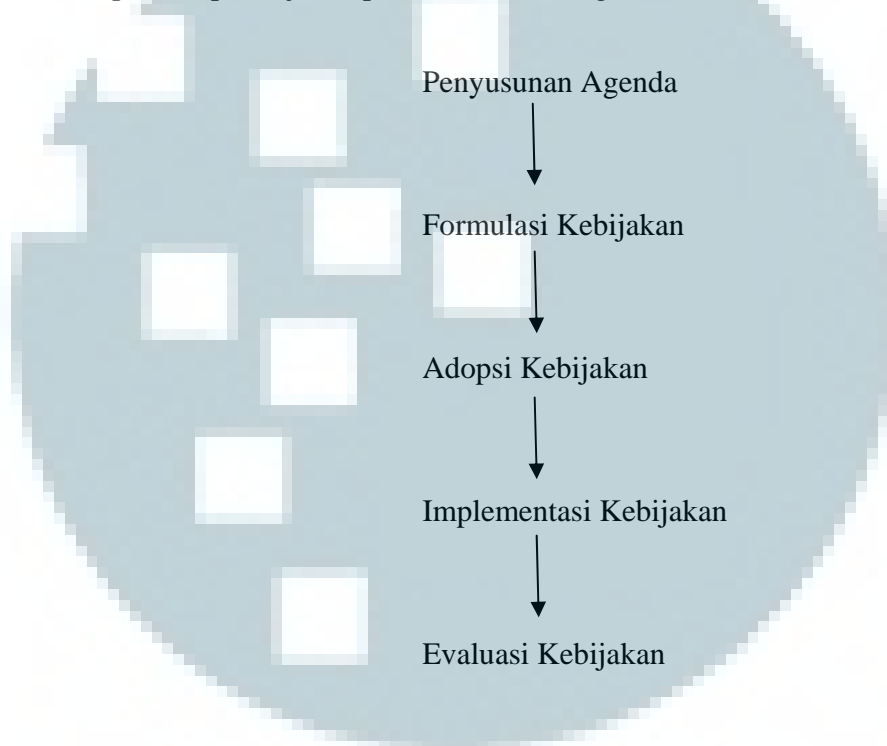 Penyusunan Agenda
Formulasi Kebijakan
Adopsi Kebijakan
Implementasi Kebijakan
Evaluasi Kebijakan